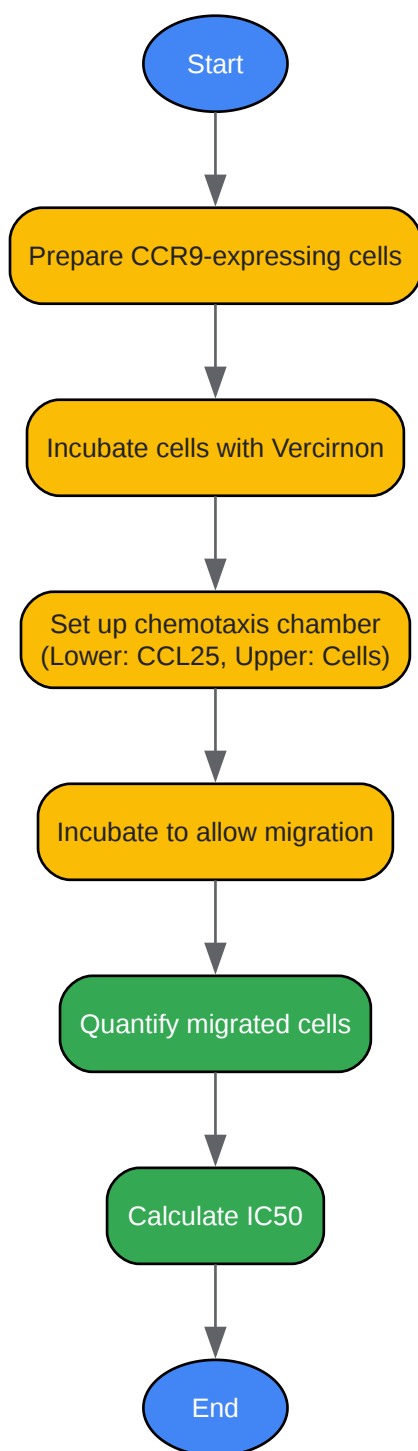 Start
Prepare CCR9-expressing cells
Incubate cells with Vercirnon
Set up chemotaxis chamber
(Lower: CCL25, Upper: Cells)
Incubate to allow migration
Quantify migrated cells
Calculate IC50
End